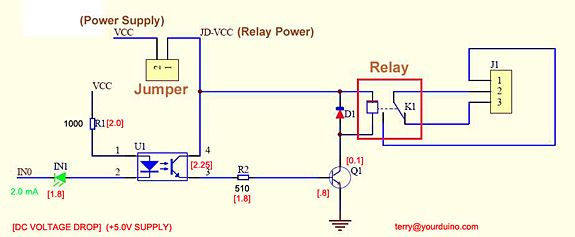 (Power Supply)
VCC
JD-VCC (Relay Power)
2
1
Jumper
Relay
J1
1
2
3
VCC
1000
R1 [2.0]
D1
K1
U1
1
4
[2.25]
[0.1]
IN0
IN1
2
3
R2
Q1
2.0 mA
[1.8]
510
[1.8]
[.8]
[DC VOLTAGE DROP] (+5.0V SUPPLY)
terry@yourduino.com